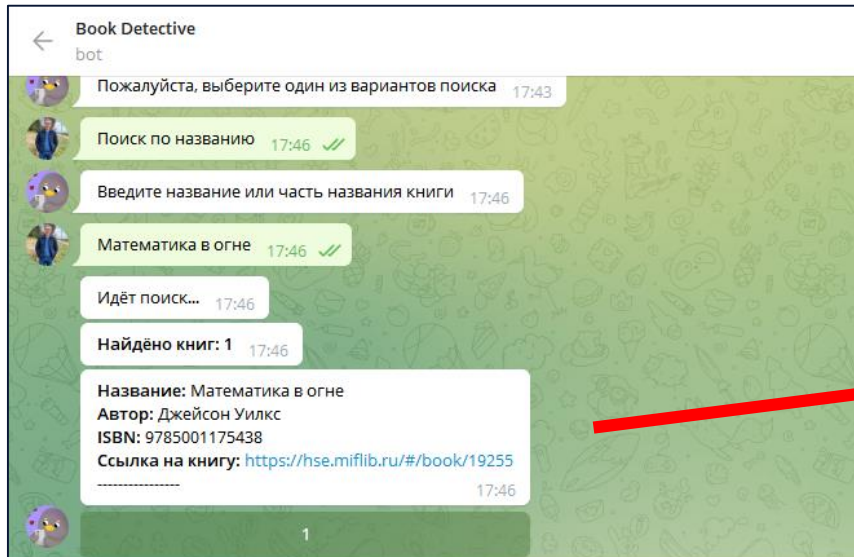 Book Detective
bot
Пожалуйста, выберите один из вариантов поиска 17:43
Поиск по названию 17:46
Введите название или часть названия книги 17:46
Математика в огне 17:46
Идёт поиск... 17:46
Найдёно книг: 1 17:46
Название: Математика в огне
Автор: Джейсон Уилкс
ISBN: 9785001175438
Ссылка на книгу: https://hse.miflib.ru/#/book/19255
----------------
17:46
1